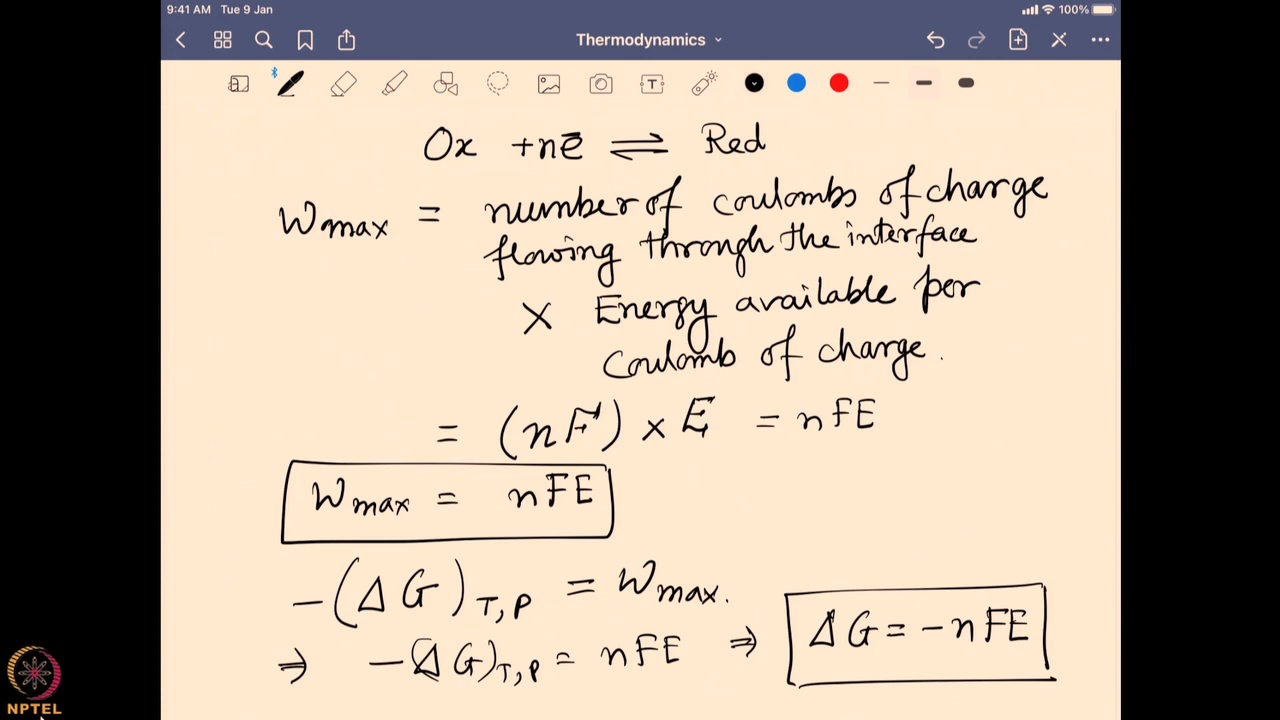 9:41 AM Tue 9 Jan
100%
Thermodynamics
T
Ox + nē ⇌ Red
Wmax = number of coulombs of charge
flowing through the interface
× Energy available per
Coulomb of charge.
= (nF) × E = nFE
Wmax = nFE
-(ΔG)T,P = Wmax.
⇒ -(ΔG)T,P = nFE ⇒ ΔG = -nFE
NPTEL